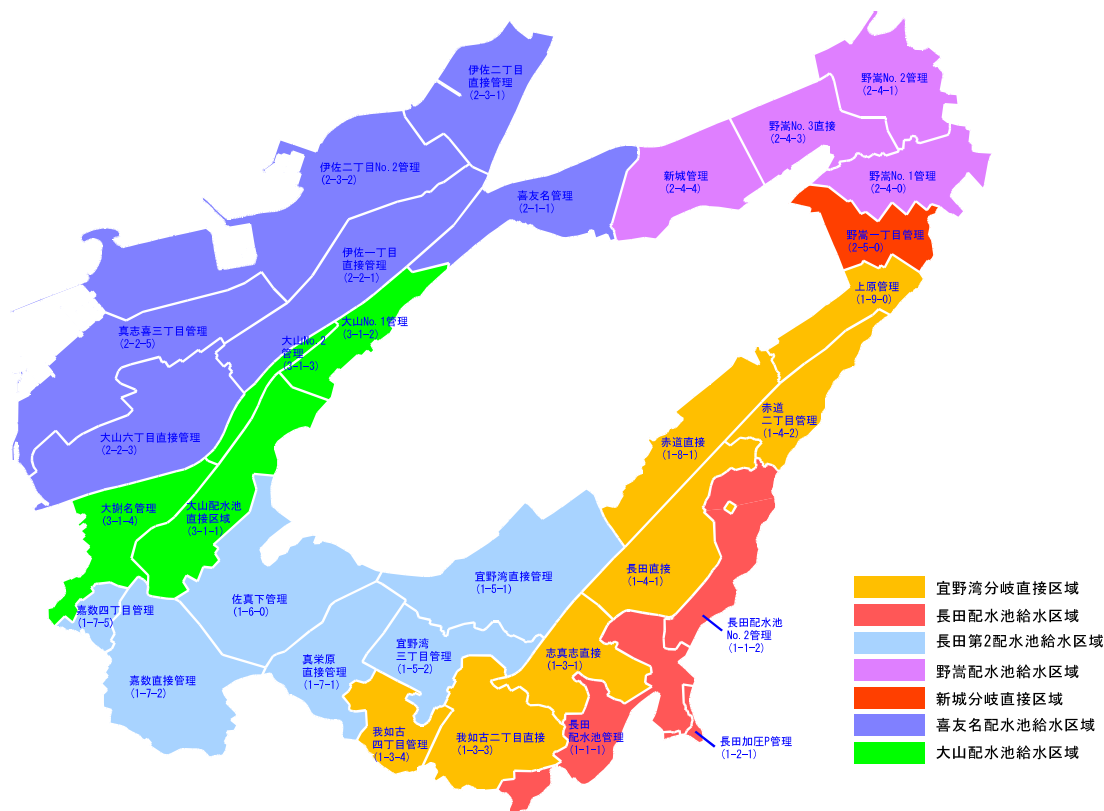 伊佐二丁目
直接管理
(2-3-1)
野嵩No.2管理
(2-4-1)
野嵩No.3直接
(2-4-3)
伊佐二丁目No.2管理
(2-3-2)
新城管理
(2-4-4)
野嵩No.1管理
(2-4-0)
喜友名管理
(2-1-1)
野嵩一丁目管理
(2-5-0)
伊佐一丁目
直接管理
(2-2-1)
上原管理
(1-9-0)
真志喜三丁目管理
(2-2-5)
大山No.1管理
(3-1-2)
大山No.2
管理
(3-1-3)
赤道
二丁目管理
(1-4-2)
大山六丁目直接管理
(2-2-3)
赤道直接
(1-8-1)
大謝名管理
(3-1-4)
大山配水池
直接区域
(3-1-1)
宜野湾直接管理
(1-5-1)
長田直接
(1-4-1)
嘉数四丁目管理
(1-7-5)
佐真下管理
(1-6-0)
長田配水池
No.2管理
(1-1-2)
宜野湾
三丁目管理
(1-5-2)
志真志直接
(1-3-1)
真栄原
直接管理
(1-7-1)
嘉数直接管理
(1-7-2)
我如古
四丁目管理
(1-3-4)
我如古二丁目直接
(1-3-3)
長田
配水池管理
(1-1-1)
長田加圧P管理
(1-2-1)
宜野湾分岐直接区域
長田配水池給水区域
長田第2配水池給水区域
野嵩配水池給水区域
新城分岐直接区域
喜友名配水池給水区域
大山配水池給水区域